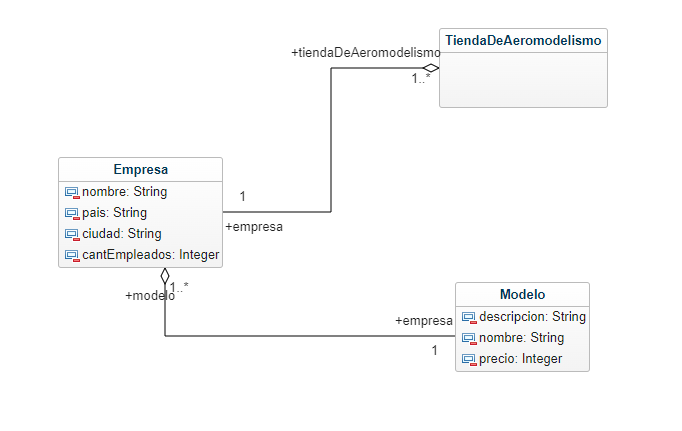 TiendaDeAeromodelismo
+tiendaDeAeromodelismo
1..*
Empresa
nombre: String
pais: String
ciudad: String
cantEmpleados: Integer
1
+empresa
1..*
+modelo
Modelo
descripcion: String
nombre: String
precio: Integer
+empresa
1